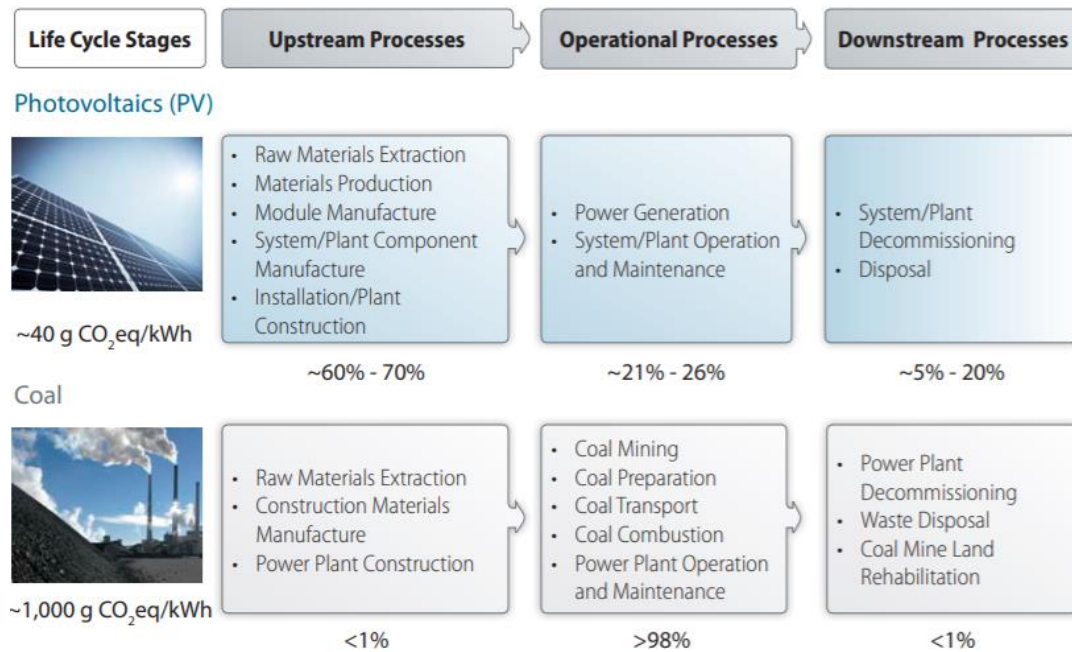 Life Cycle Stages
Upstream Processes
Operational Processes
Downstream Processes
Photovoltaics (PV)
~40 g CO₂eq/kWh
• Raw Materials Extraction
• Materials Production
• Module Manufacture
• System/Plant Component
Manufacture
• Installation/Plant
Construction
~60% - 70%
• Power Generation
• System/Plant Operation
and Maintenance
~21% - 26%
• System/Plant
Decommissioning
• Disposal
~5% - 20%
Coal
~1,000 g CO₂eq/kWh
• Raw Materials Extraction
• Construction Materials
Manufacture
• Power Plant Construction
<1%
• Coal Mining
• Coal Preparation
• Coal Transport
• Coal Combustion
• Power Plant Operation
and Maintenance
>98%
• Power Plant
Decommissioning
• Waste Disposal
• Coal Mine Land
Rehabilitation
<1%